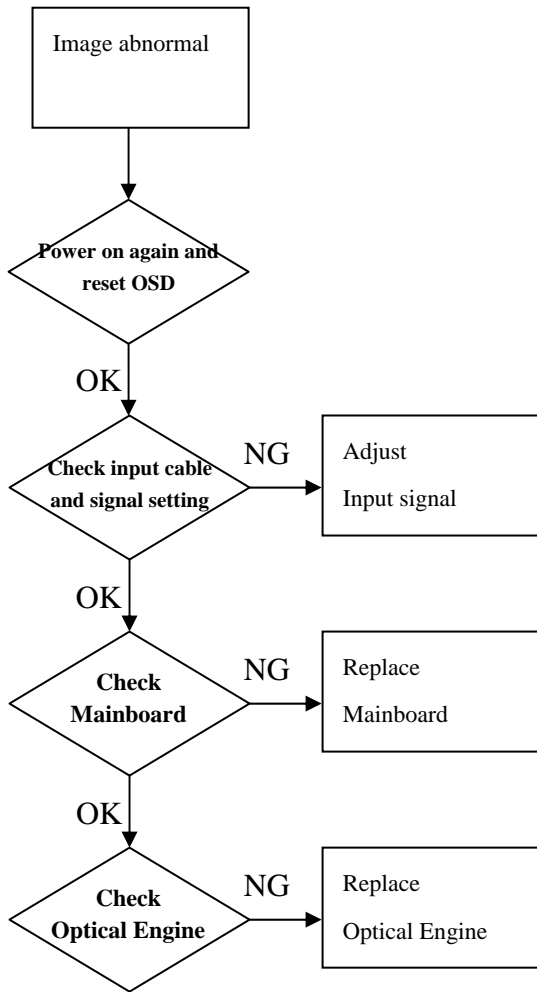 Image abnormal
Power on again and
reset OSD
OK
Check input cable
and signal setting
NG
Adjust
Input signal
OK
Check
Mainboard
NG
Replace
Mainboard
OK
Check
Optical Engine
NG
Replace
Optical Engine